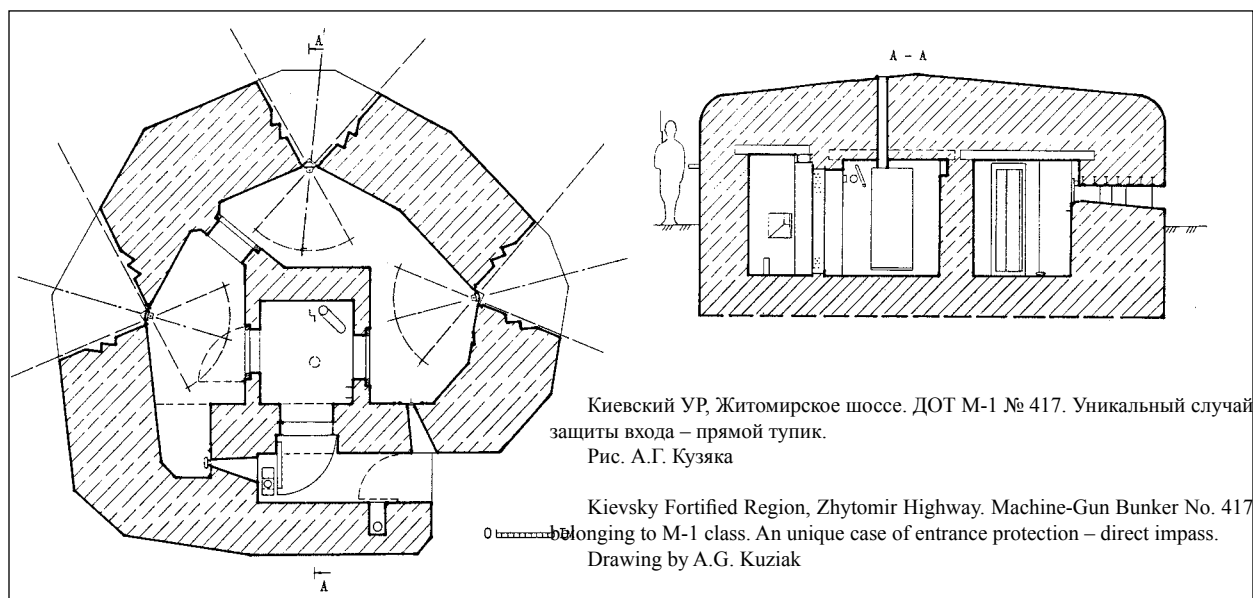 A'
A – A
Киевский УР, Житомирское шоссе. ДОТ М-1 № 417. Уникальный случай
защиты входа – прямой тупик.
Рис. А.Г. Кузяка
Kievsky Fortified Region, Zhytomir Highway. Machine-Gun Bunker No. 417
belonging to M-1 class. An unique case of entrance protection – direct impass.
Drawing by A.G. Kuziak
0
A